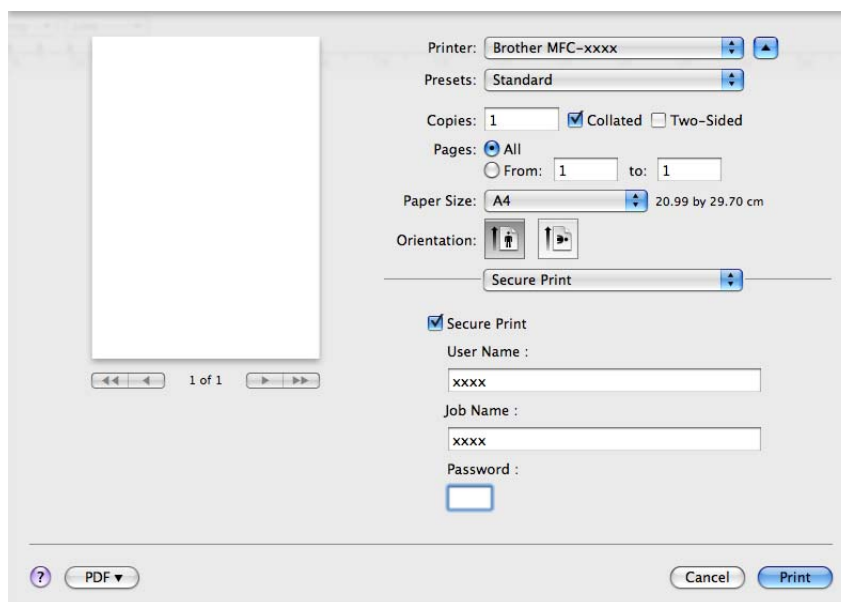 Printer: Brother MFC-xxxx
Presets: Standard
Copies: 1 Collated Two-Sided
Pages: All
From: 1 to: 1
Paper Size: A4 20.99 by 29.70 cm
Orientation:
Secure Print
Secure Print
User Name :
xxxx
Job Name :
xxxx
Password :
1 of 1
? PDF▼ Cancel Print